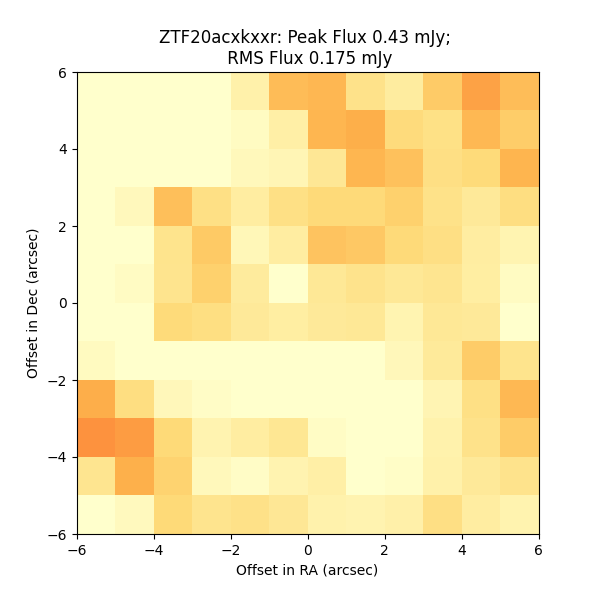 ZTF20acxkxxr: Peak Flux 0.43 mJy;
RMS Flux 0.175 mJy
6
4
2
0
−2
−4
−6
Offset in Dec (arcsec)
−6 −4 −2 0 2 4 6
Offset in RA (arcsec)